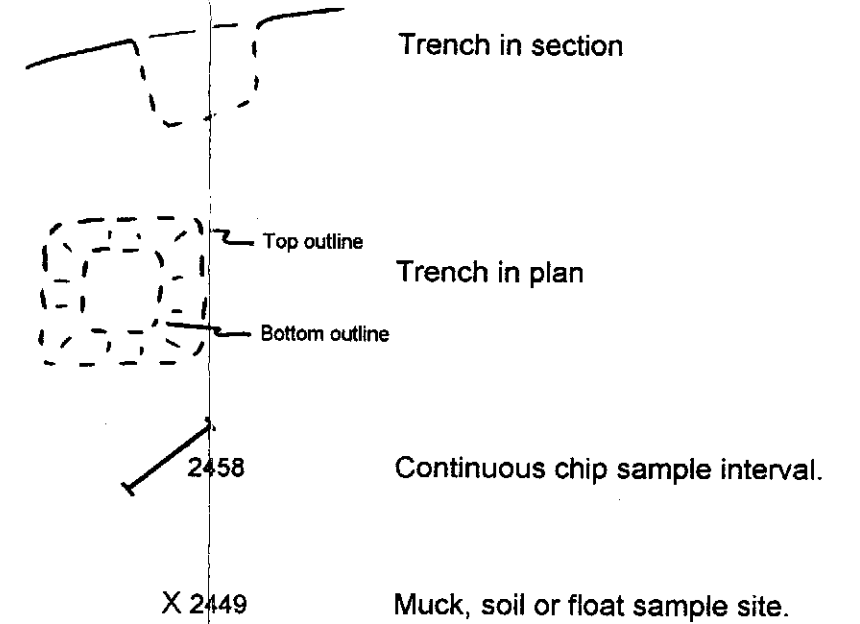 Trench in section
Top outline
Trench in plan
Bottom outline
2458 Continuous chip sample interval.
X 2449 Muck, soil or float sample site.